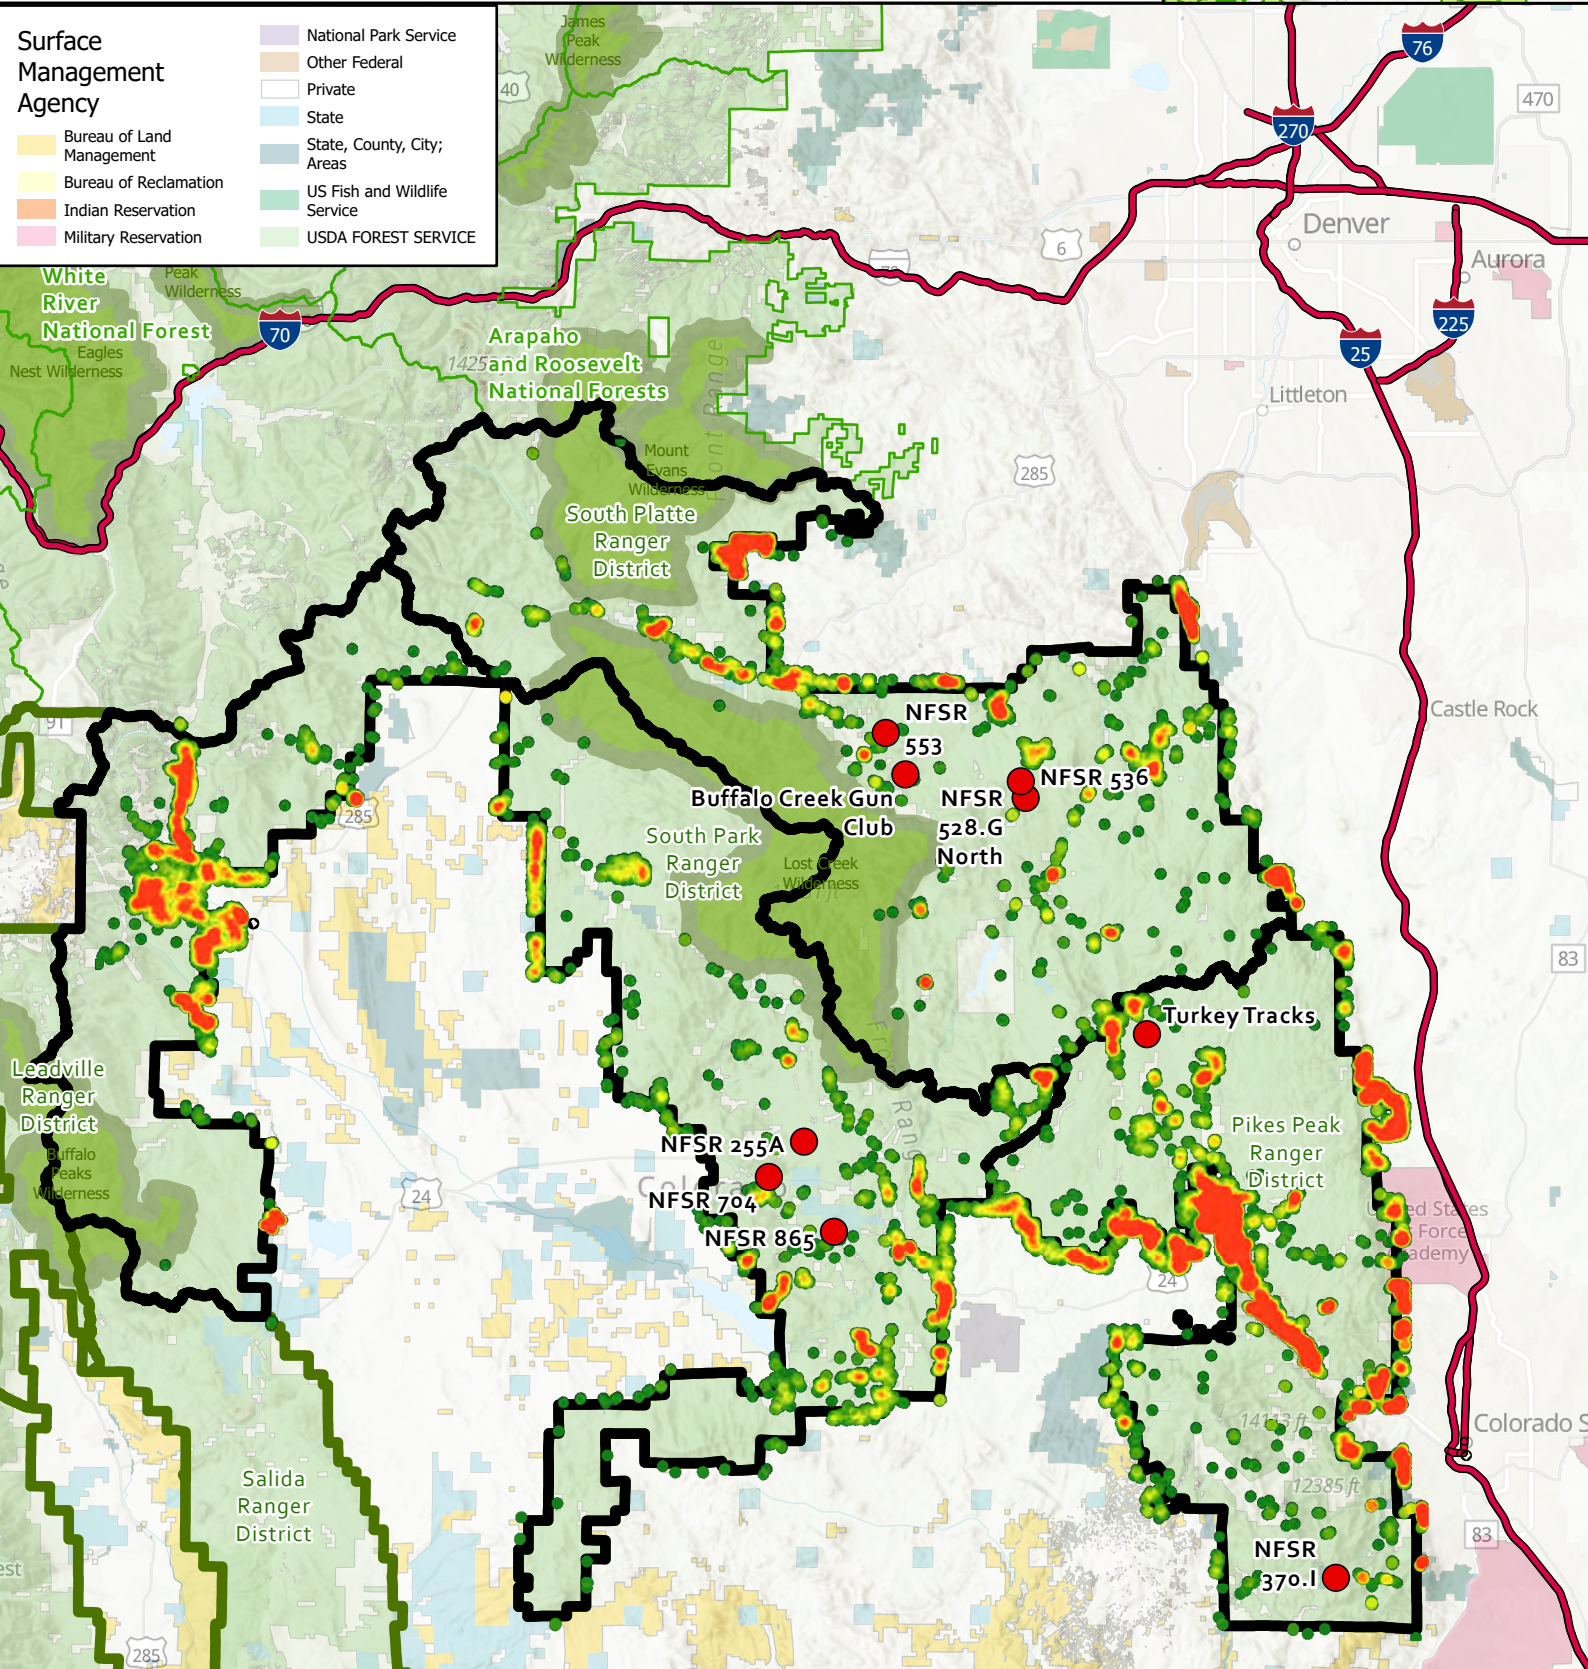 Surface
Management
Agency
Bureau of Land
Management
Bureau of Reclamation
Indian Reservation
Military Reservation
National Park Service
Other Federal
Private
State
State, County, City;
Areas
US Fish and Wildlife
Service
USDA FOREST SERVICE
James
Peak
Wilderness
40
76
470
270
Denver
6
Aurora
225
25
Littleton
285
White
River
National Forest
Peak
Wilderness
Eagles
Nest Wilderness
70
Arapaho
and Roosevelt
National Forests
Mount
Evans
Wilderness
South Platte
Ranger
District
91
Castle Rock
NFSR
553
NFSR 536
Buffalo Creek Gun
Club
NFSR
528.G
North
285
South Park
Ranger
District
Lost Creek
Wilderness
83
Turkey Tracks
Leadville
Ranger
District
Buffalo
Peaks
Wilderness
Range
Pikes Peak
Ranger
District
NFSR 255A
NFSR 704
NFSR 865
24
24
Colorado S
14113 ft
12385 ft
Salida
Ranger
District
NFSR
370.I
83
285